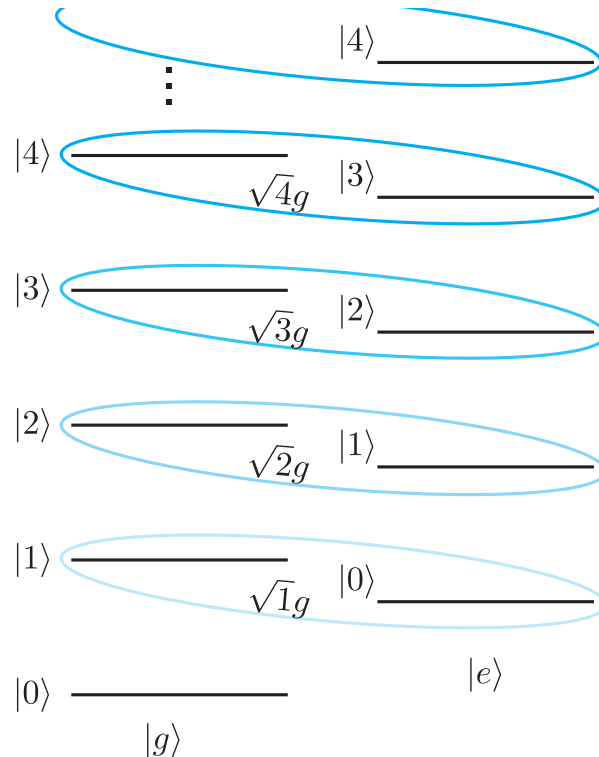 |4⟩
|4⟩
|3⟩
√4g
|3⟩
|2⟩
√3g
|2⟩
|1⟩
√2g
|1⟩
|0⟩
√1g
|0⟩
|e⟩
|g⟩